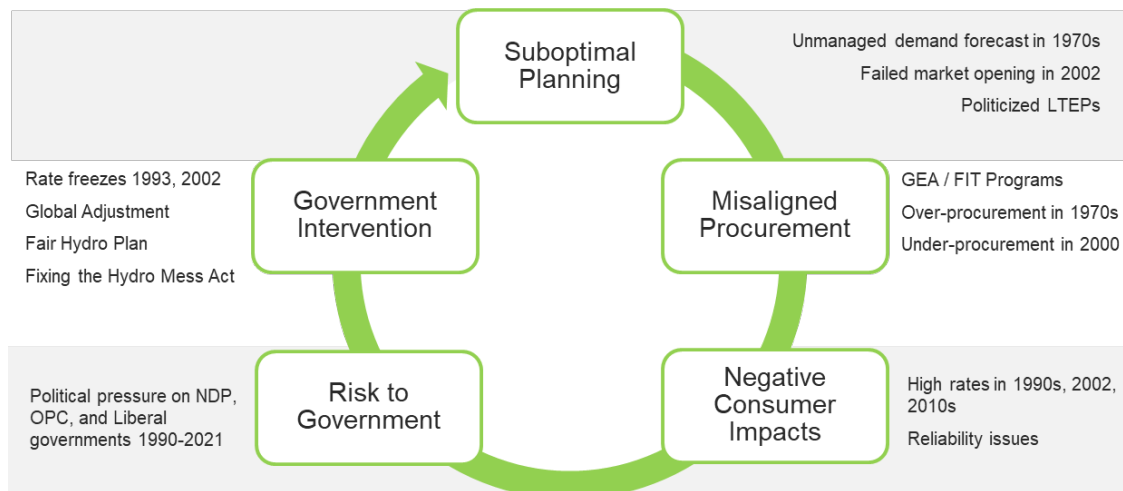 Suboptimal
Planning
Unmanaged demand forecast in 1970s
Failed market opening in 2002
Politicized LTEPs
Government
Intervention
Rate freezes 1993, 2002
Global Adjustment
Fair Hydro Plan
Fixing the Hydro Mess Act
Misaligned
Procurement
GEA / FIT Programs
Over-procurement in 1970s
Under-procurement in 2000
Risk to
Government
Political pressure on NDP,
OPC, and Liberal
governments 1990-2021
Negative
Consumer
Impacts
High rates in 1990s, 2002,
2010s
Reliability issues